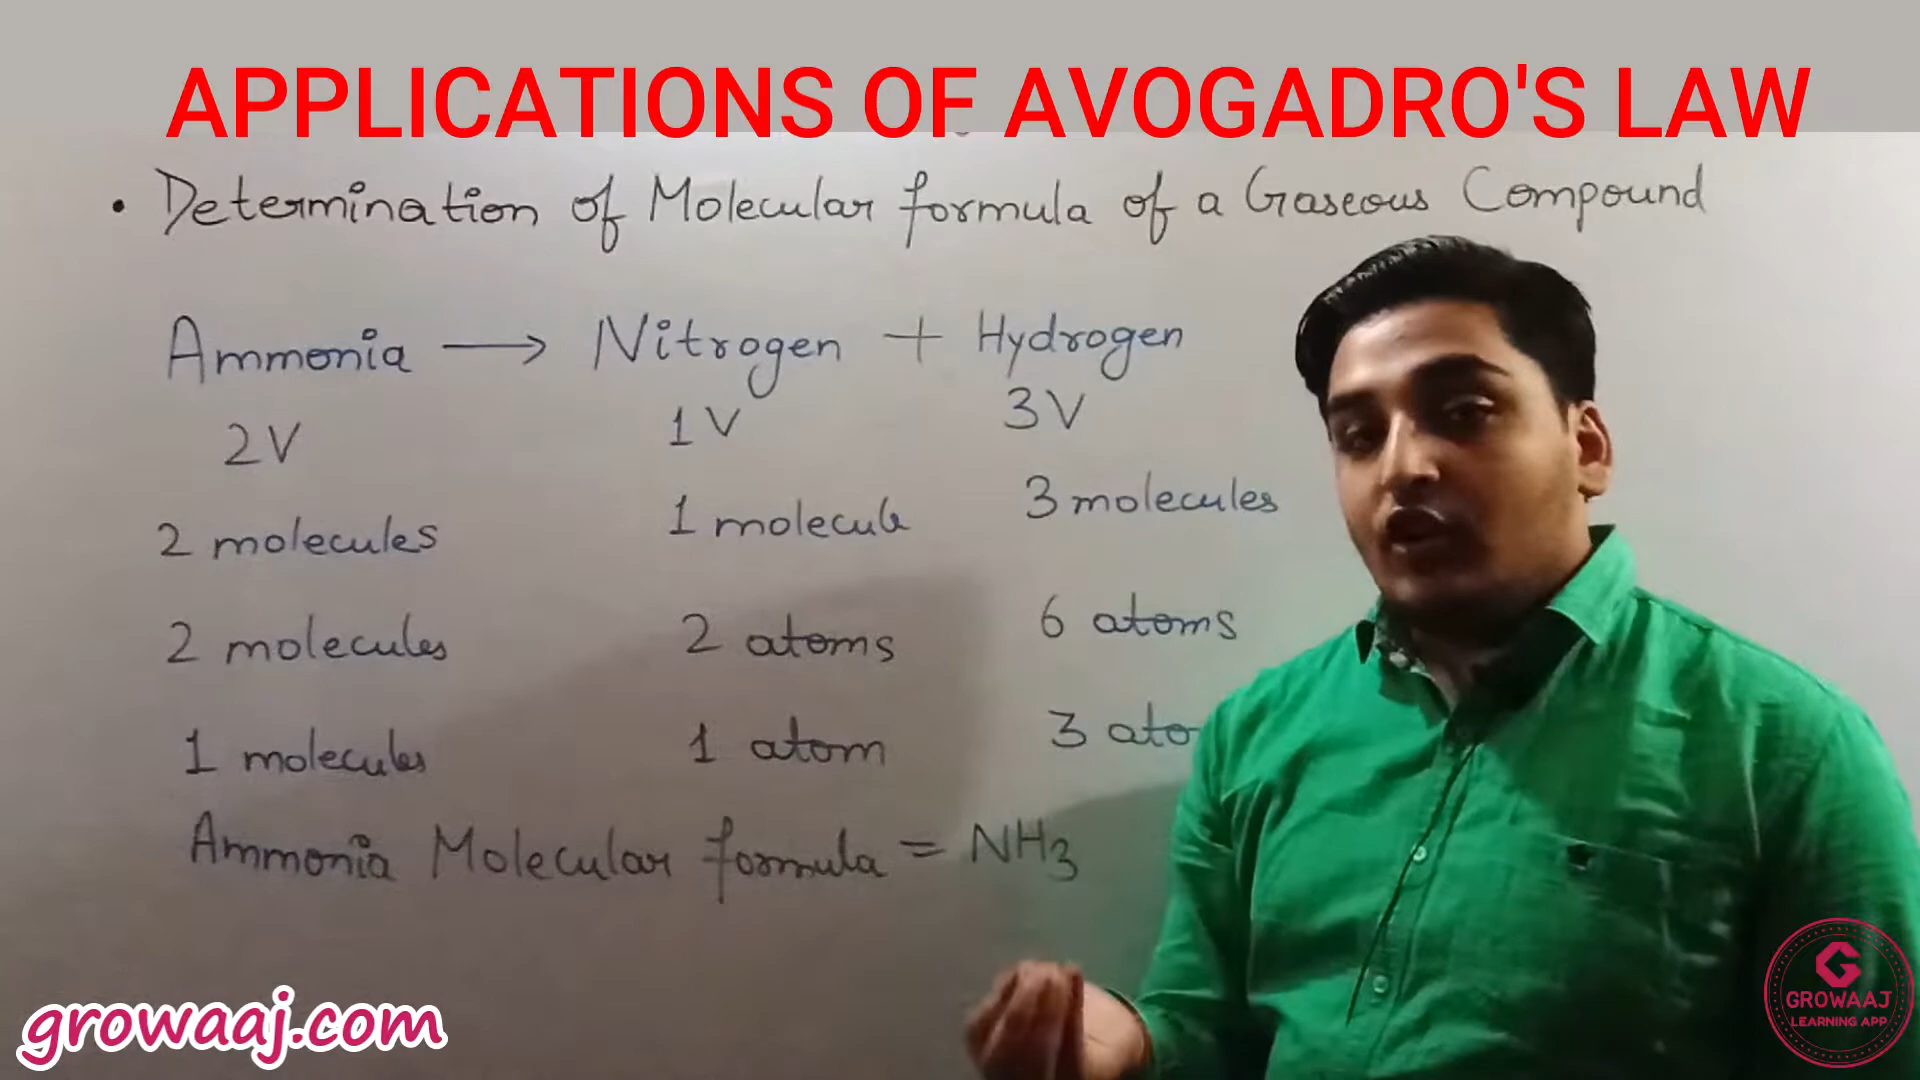 APPLICATIONS OF AVOGADRO'S LAW
• Determination of Molecular formula of a Gaseous Compound
Ammonia → Nitrogen + Hydrogen
2V 1V 3V
2 molecules 1 molecule 3 molecules
2 molecules 2 atoms 6 atoms
1 molecules 1 atom 3 ato
Ammonia Molecular formula = NH3
growaaj.com
G
GROWAAJ
LEARNING APP